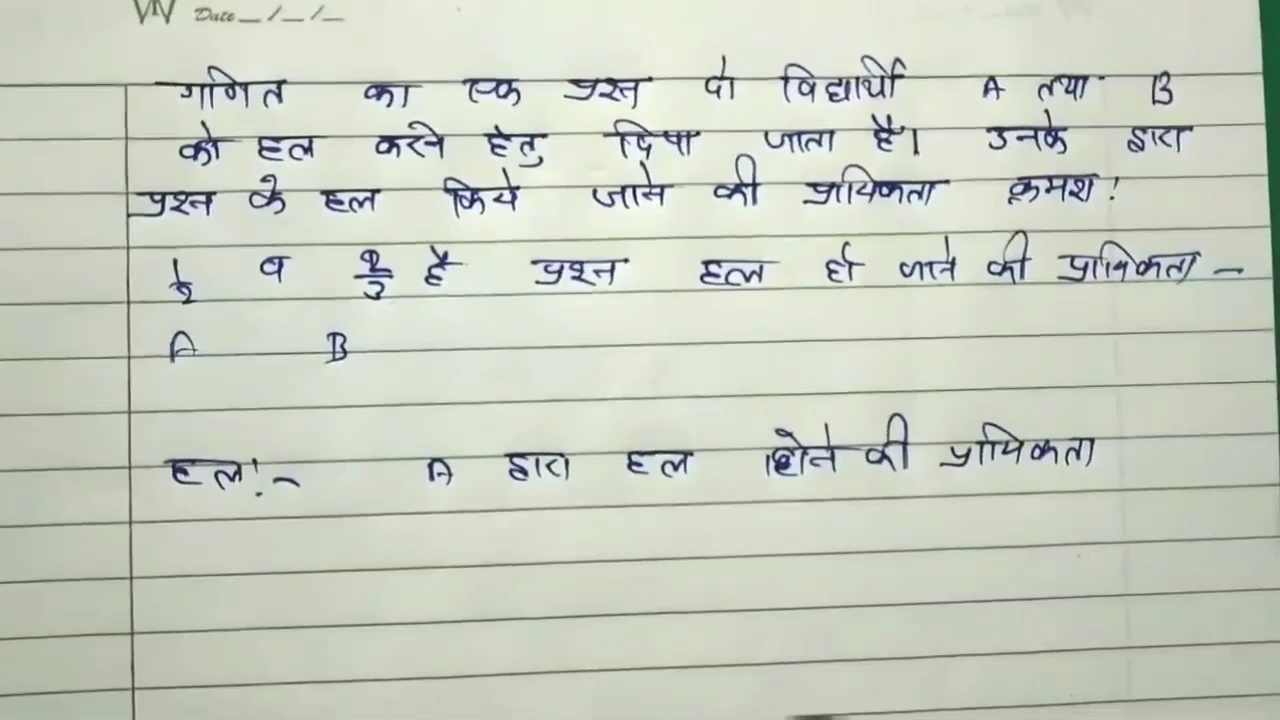 Date _/_/_
गणित का एक प्रश्न दो विद्यार्थी A तथा B
को हल करने हेतु दिया जाता है। उनके द्वारा
प्रश्न के हल किये जाने की प्रायिकता क्रमश:
1/2 व 2/3 है प्रश्न हल हो जाने की प्रायिकता -
A B
हल:- A द्वारा हल होने की प्रायिकता